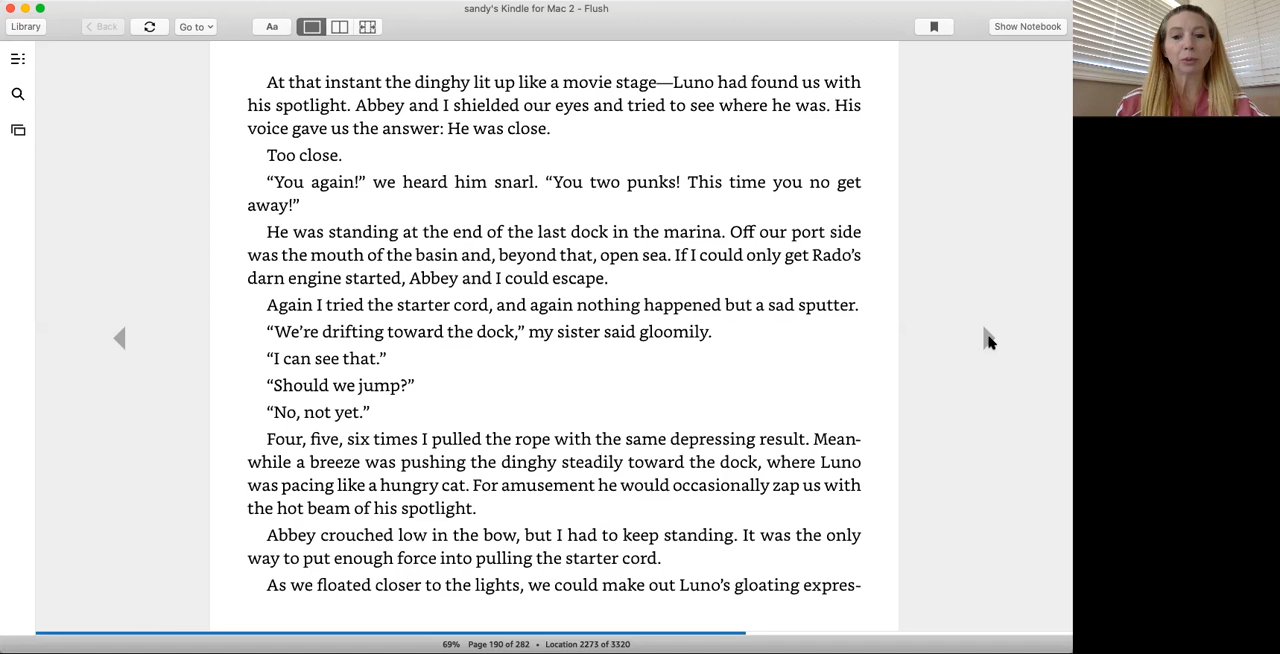 sandy's Kindle for Mac 2 - Flush
Library
Back
Go to
Aa
Show Notebook
At that instant the dinghy lit up like a movie stage—Luno had found us with
his spotlight. Abbey and I shielded our eyes and tried to see where he was. His
voice gave us the answer: He was close.
Too close.
“You again!” we heard him snarl. “You two punks! This time you no get
away!”
He was standing at the end of the last dock in the marina. Off our port side
was the mouth of the basin and, beyond that, open sea. If I could only get Rado’s
darn engine started, Abbey and I could escape.
Again I tried the starter cord, and again nothing happened but a sad sputter.
“We’re drifting toward the dock,” my sister said gloomily.
“I can see that.”
“Should we jump?”
“No, not yet.”
Four, five, six times I pulled the rope with the same depressing result. Mean-
while a breeze was pushing the dinghy steadily toward the dock, where Luno
was pacing like a hungry cat. For amusement he would occasionally zap us with
the hot beam of his spotlight.
Abbey crouched low in the bow, but I had to keep standing. It was the only
way to put enough force into pulling the starter cord.
As we floated closer to the lights, we could make out Luno’s gloating expres-
69% Page 190 of 282 • Location 2273 of 3320